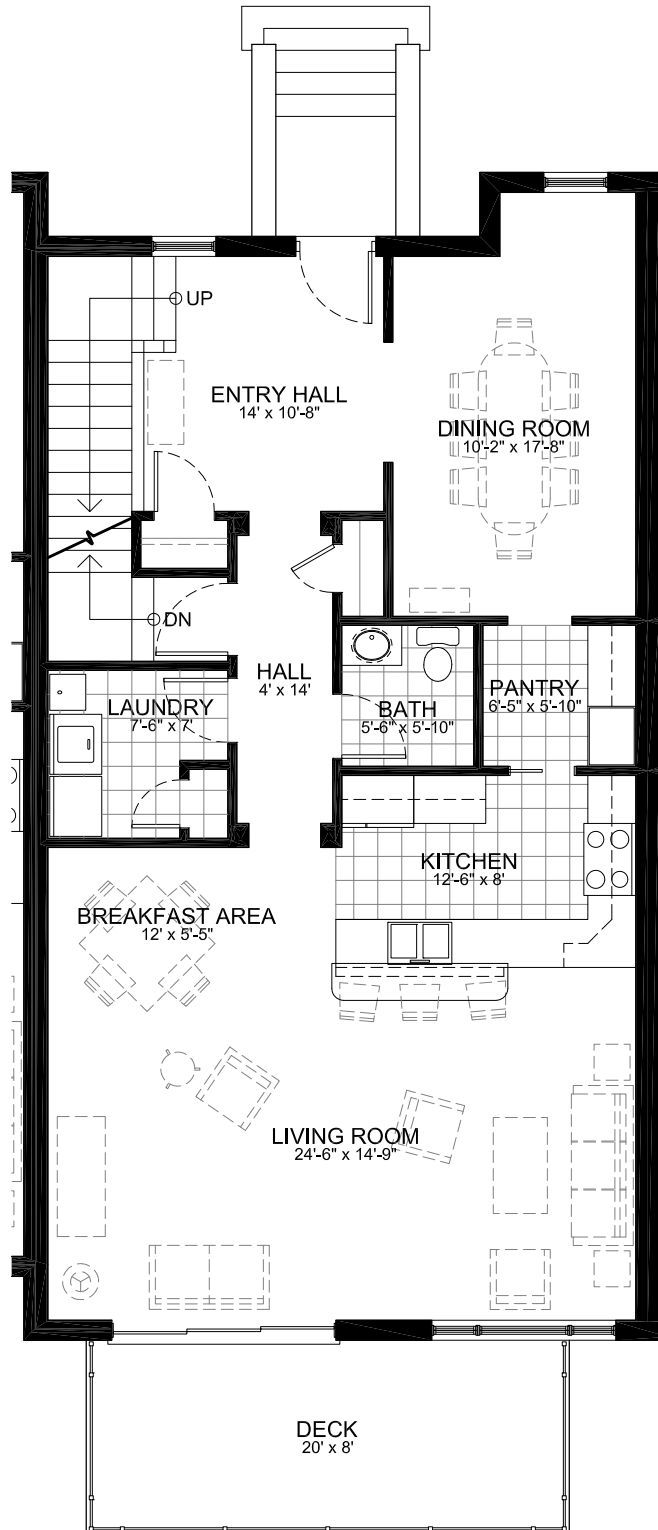 UP
ENTRY HALL
14' x 10'-8"
DINING ROOM
10'-2" x 17'-8"
DN
HALL
4' x 14'
LAUNDRY
7'-6" x 7'
BATH
5'-6" x 5'-10"
PANTRY
6'-5" x 5'-10"
KITCHEN
12'-6" x 8'
BREAKFAST AREA
12' x 5'-5"
LIVING ROOM
24'-6" x 14'-9"
DECK
20' x 8'